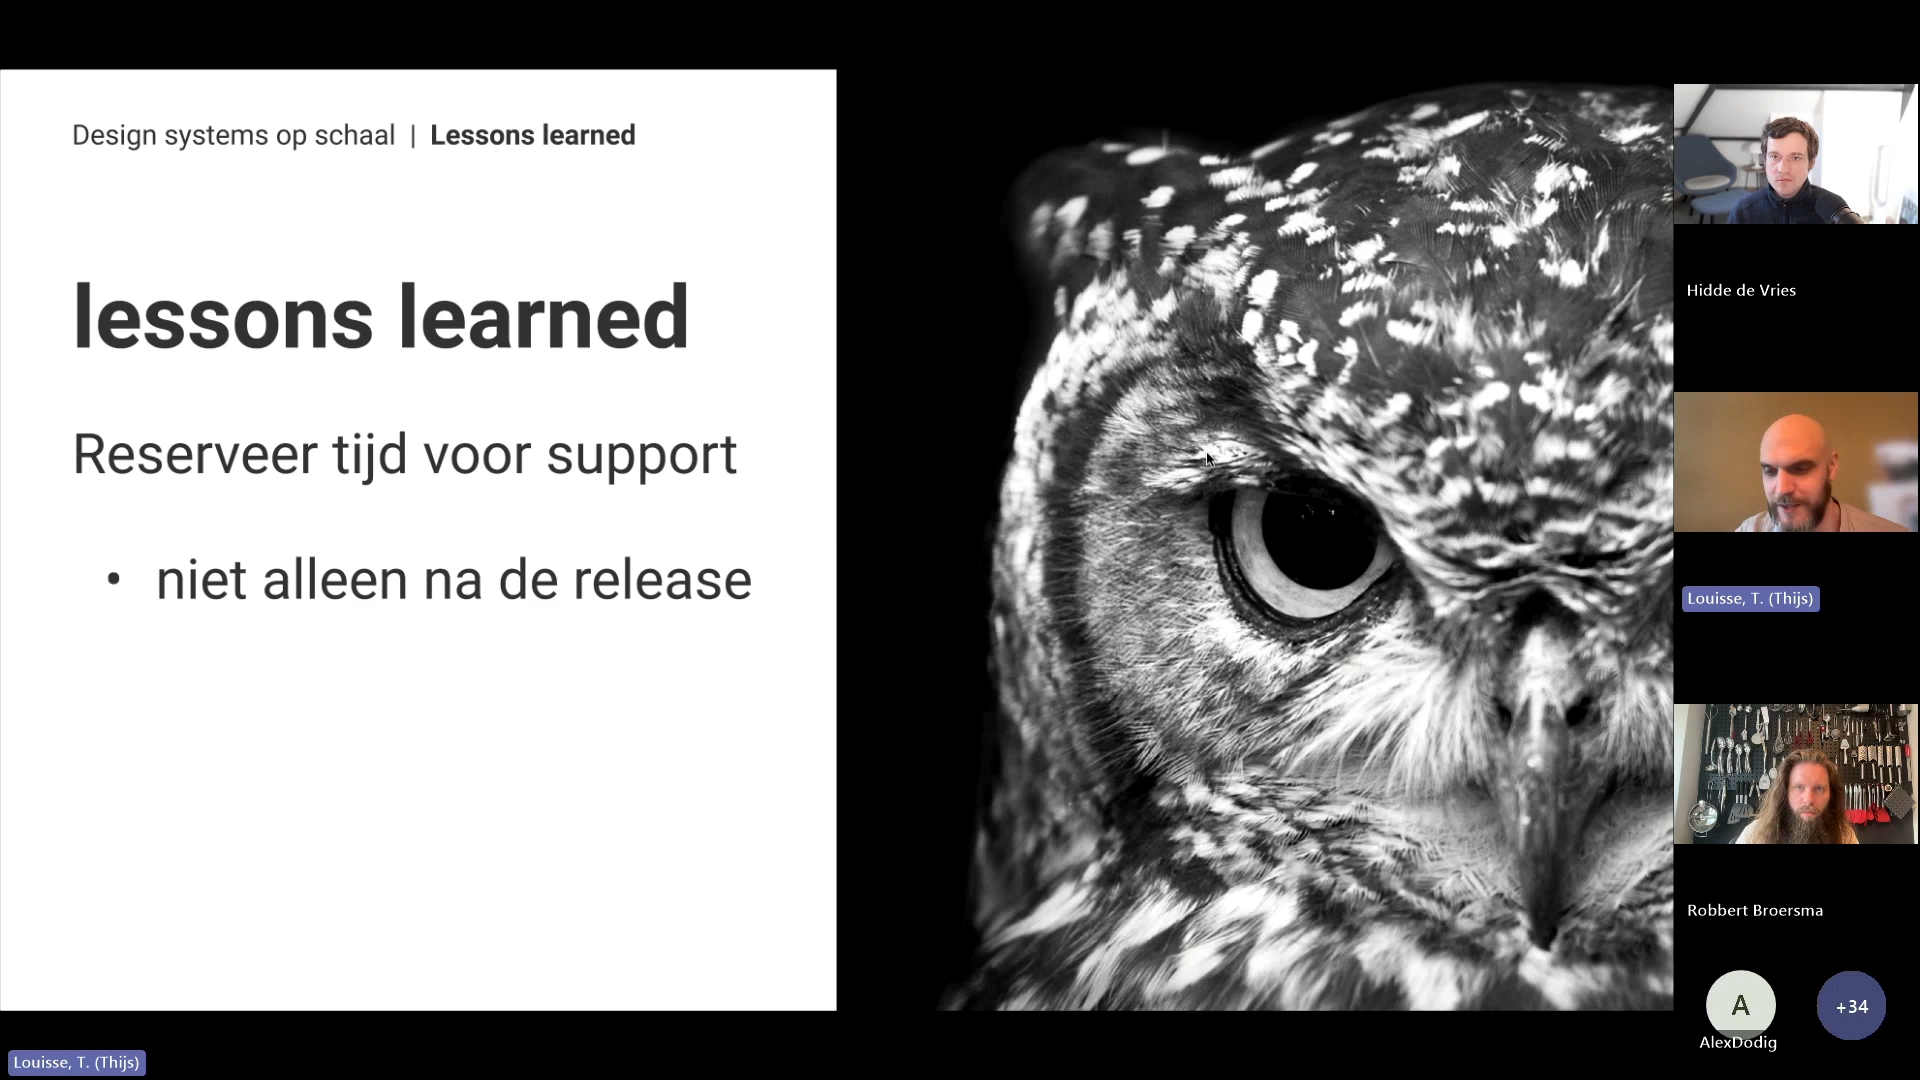 Design systems op schaal | Lessons learned
lessons learned
Reserveer tijd voor support
• niet alleen na de release
Hidde de Vries
Louisse, T. (Thijs)
Robbert Broersma
A
AlexDodig
+34
Louisse, T. (Thijs)